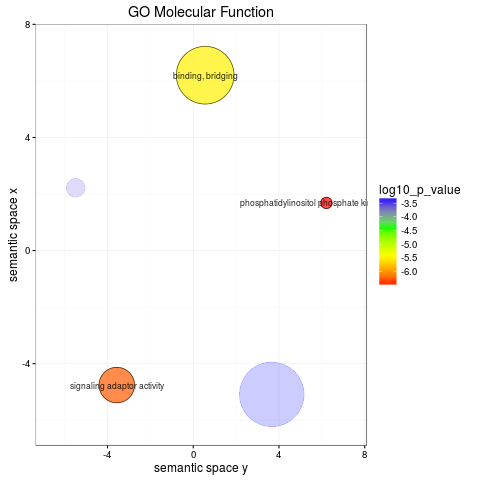 GO Molecular Function
8
binding, bridging
4
phosphatidylinositol phosphate ki
log10_p_value
-3.5
-4.0
-4.5
-5.0
-5.5
-6.0
0
-4
signaling adaptor activity
semantic space x
-4
0
4
8
semantic space y